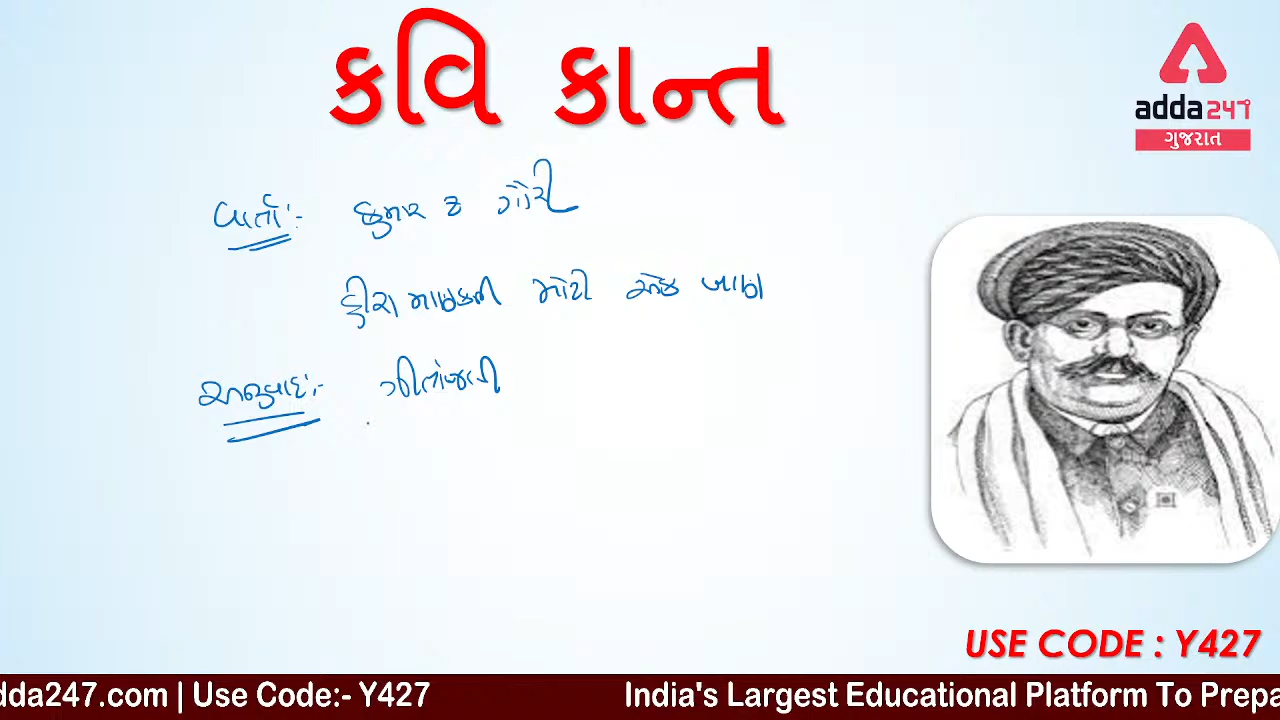 કવિ કાન્ત
adda247
ગુજરાત
વાર્તા :-
કુમાર
ગૌરી
હીરા માણેકની મોટી એક ખાણ
અનુવાદ :-
ગીતાંજલી
USE CODE : Y427
dda247.com | Use Code:- Y427
India's Largest Educational Platform To Prepa